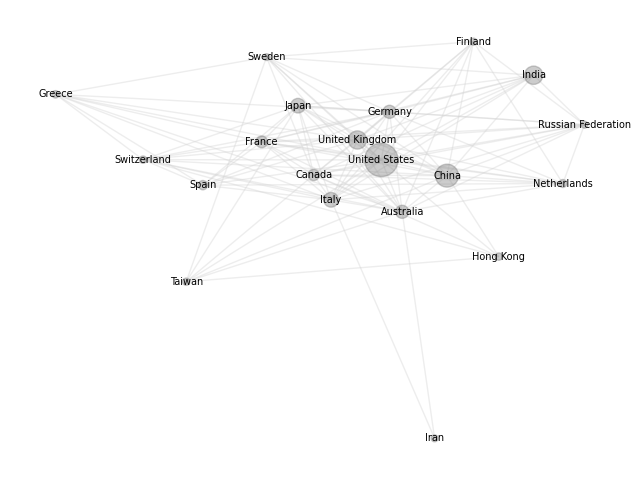 Finland
Sweden
India
Greece
Japan
Germany
Russian Federation
United Kingdom
France
Switzerland
United States
Canada
China
Spain
Netherlands
Italy
Australia
Hong Kong
Taiwan
Iran